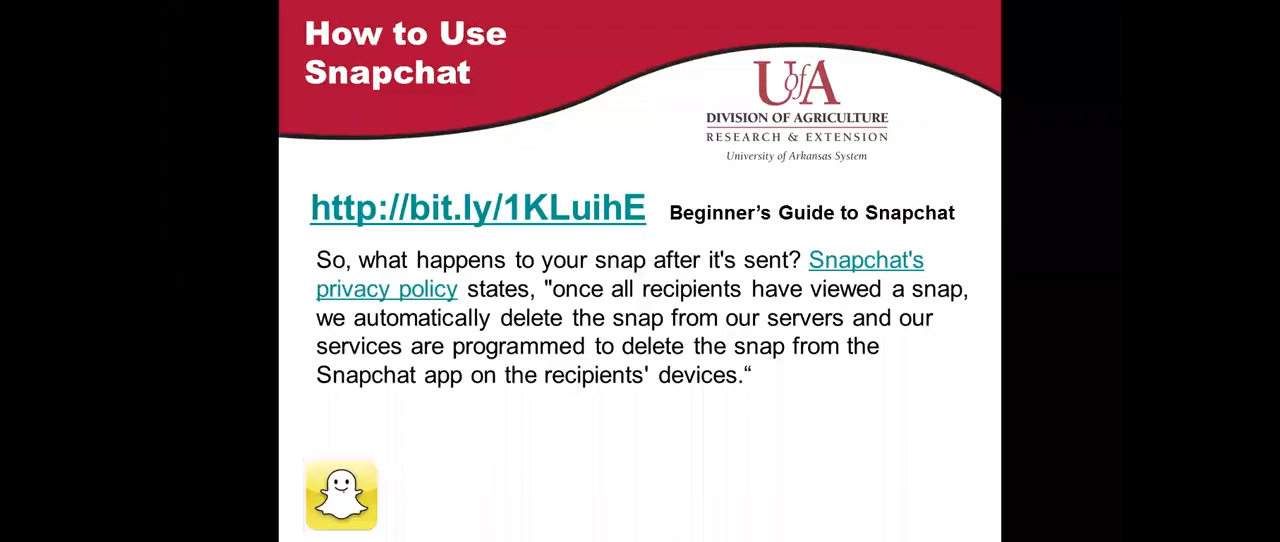 How to Use
Snapchat
UofA
DIVISION OF AGRICULTURE
RESEARCH & EXTENSION
University of Arkansas System
http://bit.ly/1KLuihE Beginner’s Guide to Snapchat
So, what happens to your snap after it's sent? Snapchat's
privacy policy states, "once all recipients have viewed a snap,
we automatically delete the snap from our servers and our
services are programmed to delete the snap from the
Snapchat app on the recipients' devices.“